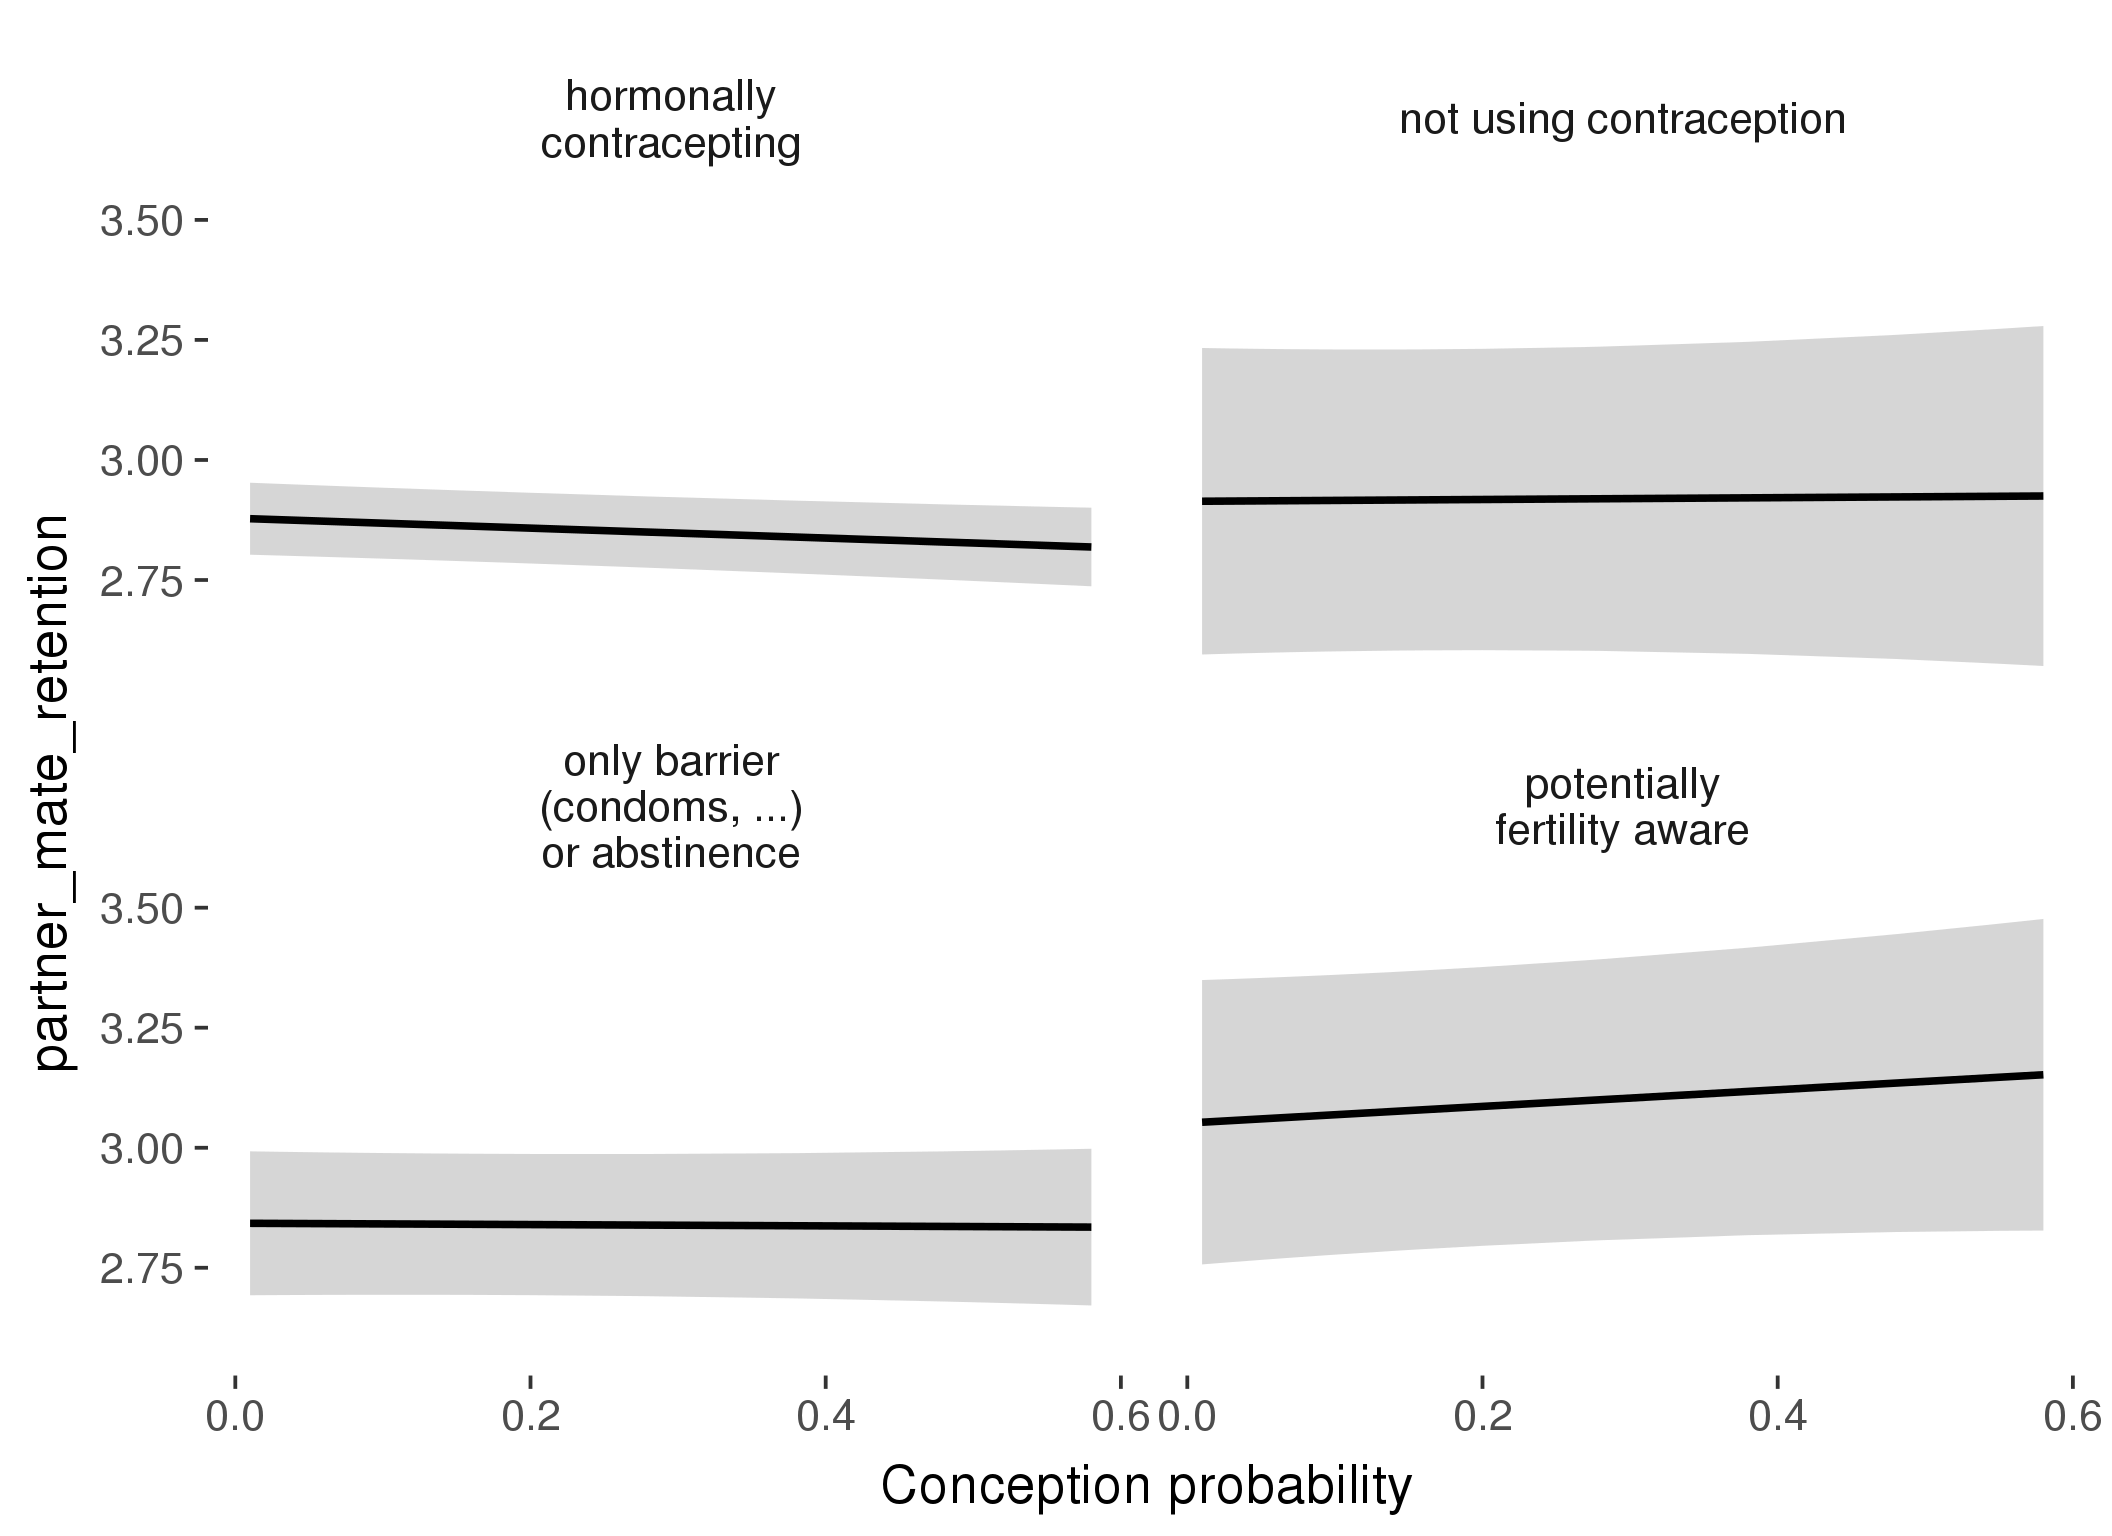 hormonally
contracepting
not using contraception
3.50
3.25
3.00
2.75
only barrier
(condoms, ...)
or abstinence
potentially
fertility aware
3.50
3.25
3.00
2.75
partner_mate_retention
0.0 0.2 0.4 0.6 0.0 0.2 0.4 0.6
Conception probability